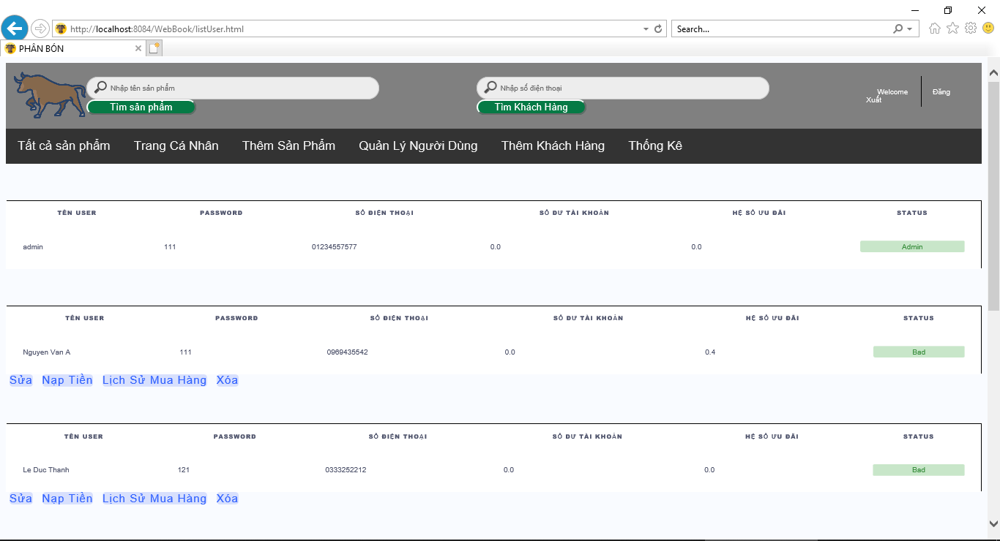 http://localhost:8084/WebBook/listUser.html
Search...
PHÂN BÓN
Nhập tên sản phẩm
Nhập số điện thoại
Tìm sản phẩm
Tìm Khách Hàng
Welcome
Đăng
Xuất
Tất cả sản phẩm Trang Cá Nhân Thêm Sản Phẩm Quản Lý Người Dùng Thêm Khách Hàng Thống Kê
TÊN USER PASSWORD SỐ ĐIỆN THOẠI SỐ DƯ TÀI KHOẢN HỆ SỐ ƯU ĐÃI STATUS
admin 111 01234557577 0.0 0.0 Admin
TÊN USER PASSWORD SỐ ĐIỆN THOẠI SỐ DƯ TÀI KHOẢN HỆ SỐ ƯU ĐÃI STATUS
Nguyen Van A 111 0969435542 0.0 0.4 Bad
Sửa Nạp Tiền Lịch Sử Mua Hàng Xóa
TÊN USER PASSWORD SỐ ĐIỆN THOẠI SỐ DƯ TÀI KHOẢN HỆ SỐ ƯU ĐÃI STATUS
Le Duc Thanh 121 0333252212 0.0 0.0 Bad
Sửa Nạp Tiền Lịch Sử Mua Hàng Xóa